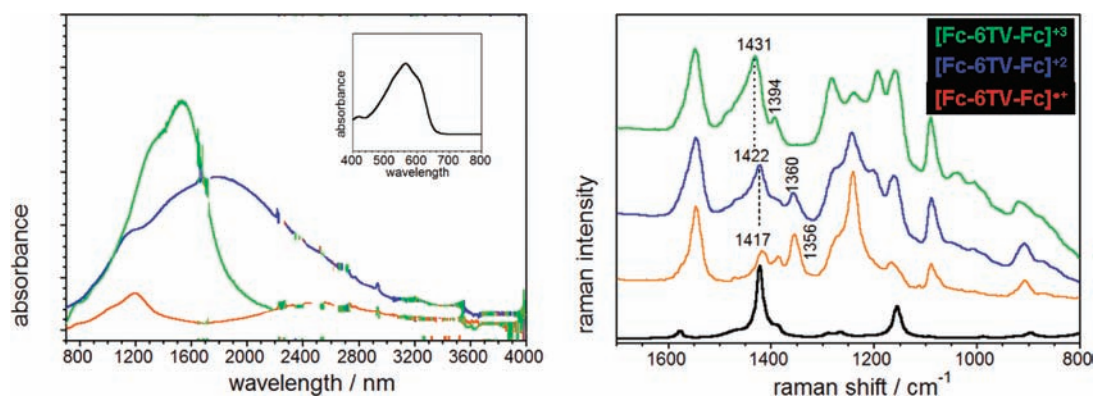 absorbance
absorbance
400 500 600 700 800
wavelength
800 1200 1600 2000 2400 2800 3200 3600 4000
wavelength / nm
raman intensity
[Fc-6TV-Fc]+3
[Fc-6TV-Fc]+2
[Fc-6TV-Fc]•+
1431
1394
1422
1360
1417
1356
1600 1400 1200 1000 800
raman shift / cm-1